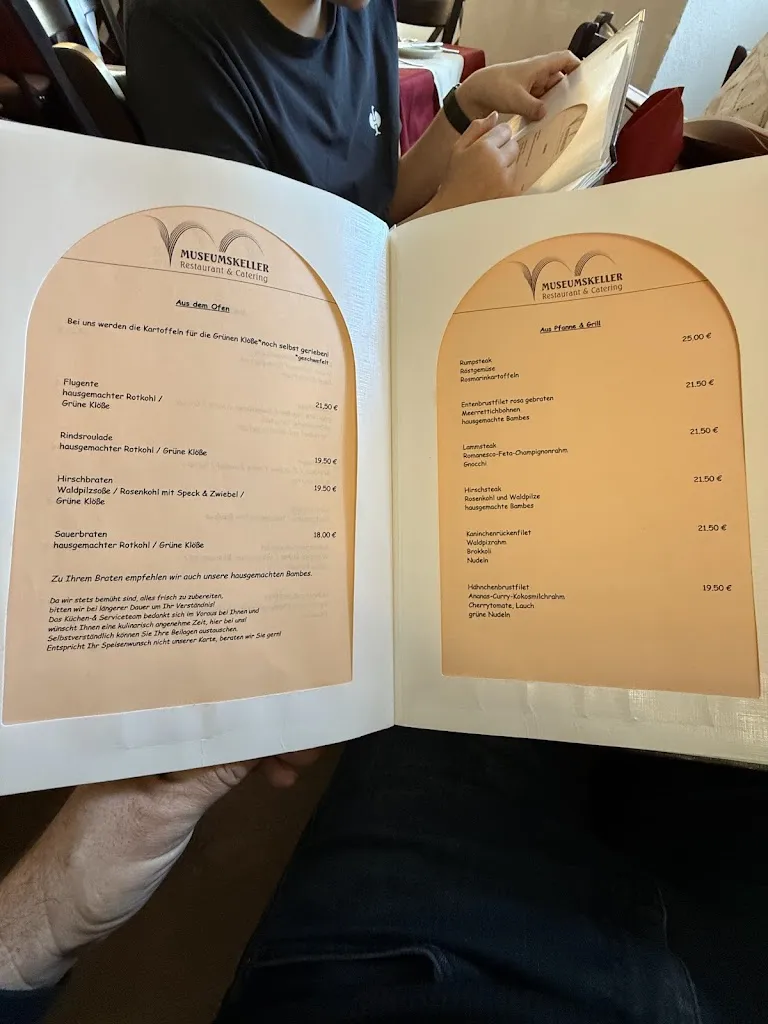 MUSEUMSKELLER
Restaurant & Catering
Aus dem Ofen
Bei uns werden die Kartoffeln für die Grünen Klöße*noch selbst gerieben!
*geschwefelt
Flugente
hausgemachter Rotkohl /
Grüne Klöße
21,50 €
Rindsroulade
hausgemachter Rotkohl / Grüne Klöße
19.50 €
Hirschbraten
Waldpilzsoße / Rosenkohl mit Speck & Zwiebel /
Grüne Klöße
19.50 €
Sauerbraten
hausgemachter Rotkohl / Grüne Klöße
18.00 €
Zu Ihrem Braten empfehlen wir auch unsere hausgemachten Bambes.
Da wir stets bemüht sind, alles frisch zu zubereiten,
bitten wir bei längerer Dauer um Ihr Verständnis!
Das Küchen-& Serviceteam bedankt sich im Voraus bei Ihnen und
wünscht Ihnen eine kulinarisch angenehme Zeit, hier bei uns!
Selbstverständlich können Sie Ihre Beilagen austauschen.
Entspricht Ihr Speisenwunsch nicht unserer Karte, beraten wir Sie gern!
MUSEUMSKELLER
Restaurant & Catering
Aus Pfanne & Grill
25,00 €
Rumpsteak
Röstgemüse
Rosmarinkartoffeln
21.50 €
Entenbrustfilet rosa gebraten
Meerrettichbohnen
hausgemachte Bambes
21.50 €
Lammsteak
Romanesco-Feta-Champignonrahm
Gnocchi
21.50 €
Hirschsteak
Rosenkohl und Waldpilze
hausgemachte Bambes
21,50 €
Kaninchenrückenfilet
Waldpizrahm
Brokkoli
Nudeln
19.50 €
Hähnchenbrustfilet
Ananas-Curry-Kokosmilchrahm
Cherrytomate, Lauch
grüne Nudeln